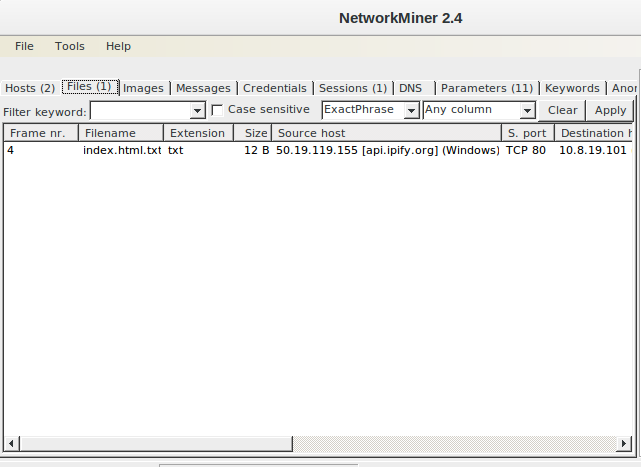 NetworkMiner 2.4
File Tools Help
Hosts (2) Files (1) Images Messages Credentials Sessions (1) DNS Parameters (11) Keywords Anor
Filter keyword: Case sensitive ExactPhrase Any column Clear Apply
Frame nr. Filename Extension Size Source host S. port Destination h
4 index.html.txt txt 12 B 50.19.119.155 [api.ipify.org] (Windows) TCP 80 10.8.19.101